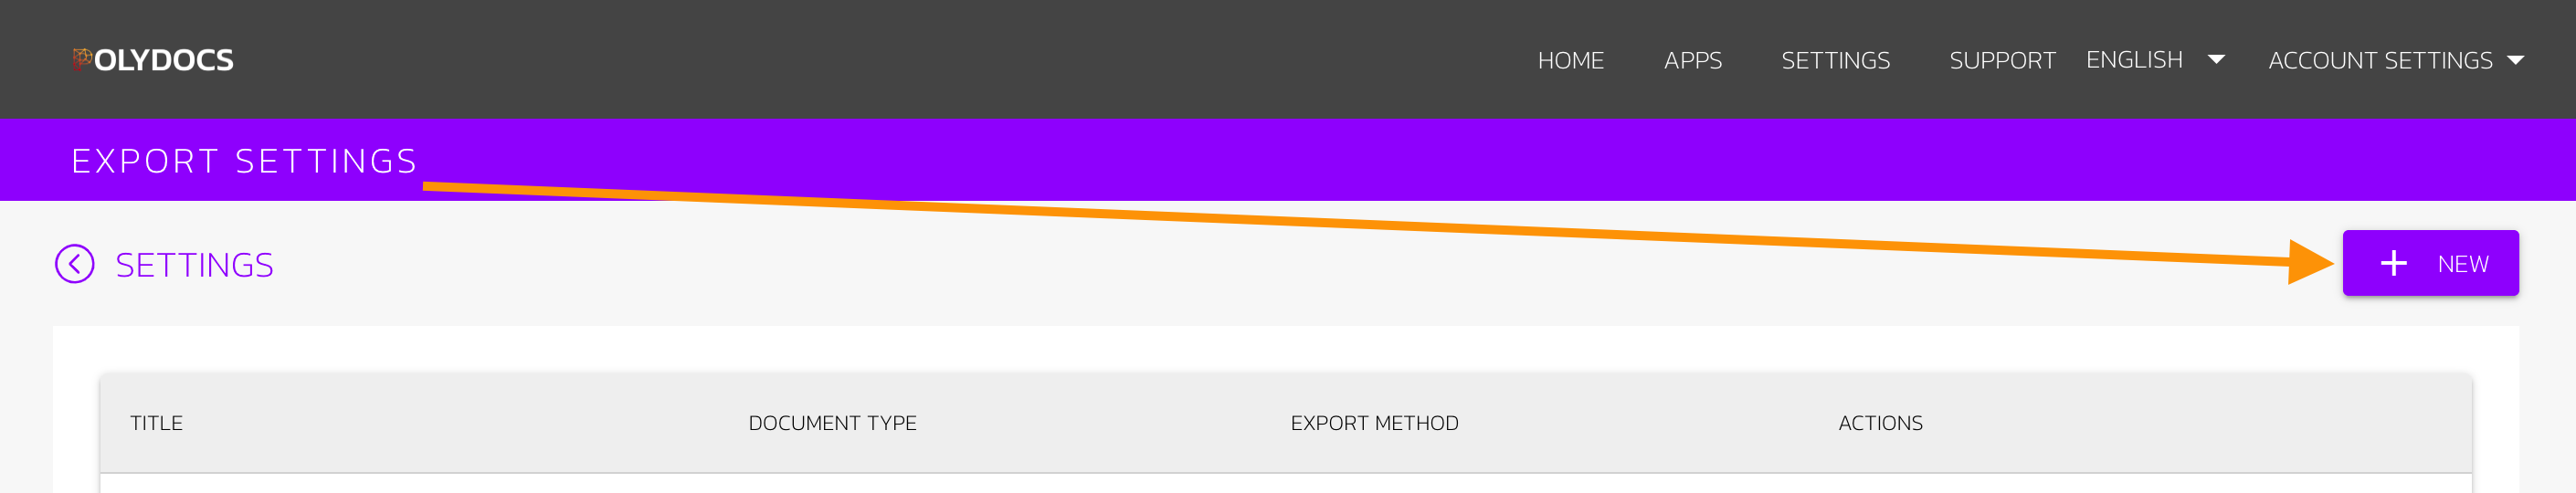 POLYDOCS
HOME APPS SETTINGS SUPPORT ENGLISH ACCOUNT SETTINGS
EXPORT SETTINGS
SETTINGS
+ NEW
TITLE DOCUMENT TYPE EXPORT METHOD ACTIONS